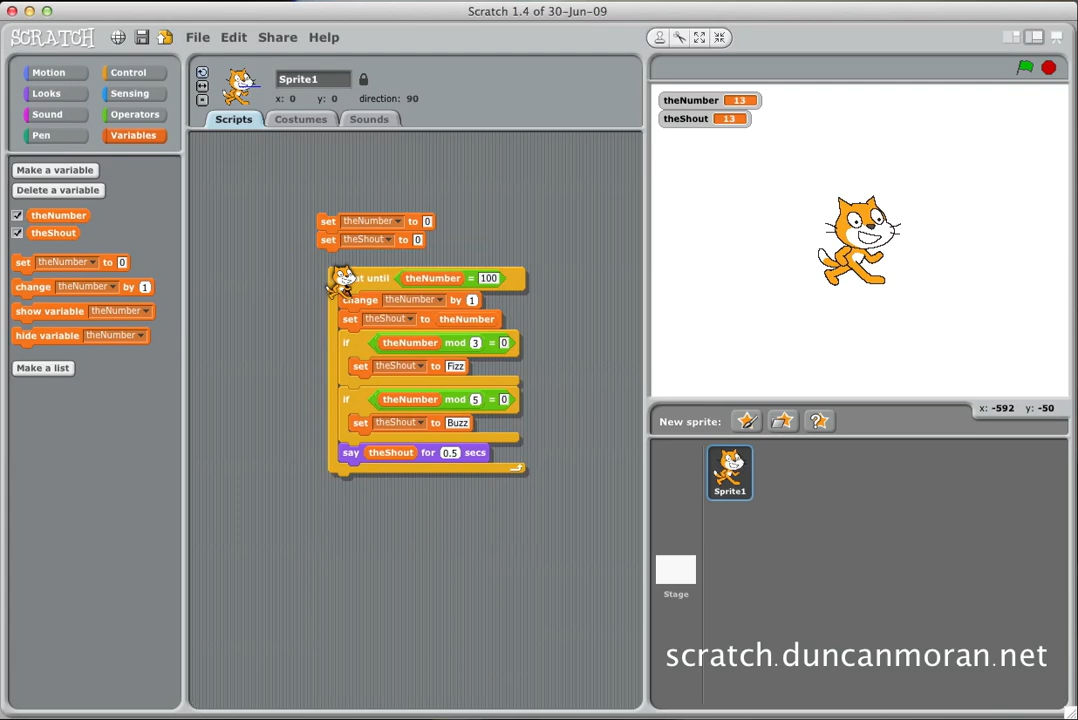 Scratch 1.4 of 30-Jun-09
SCRATCH File Edit Share Help
Motion Control
Looks Sensing
Sound Operators
Pen Variables
Make a variable
Delete a variable
theNumber
theShout
set theNumber to 0
change theNumber by 1
show variable theNumber
hide variable theNumber
Make a list
Sprite1
x: 0 y: 0 direction: 90
Scripts Costumes Sounds
set theNumber to 0
set theShout to 0
until theNumber = 100
change theNumber by 1
set theShout to theNumber
if theNumber mod 3 = 0
set theShout to Fizz
if theNumber mod 5 = 0
set theShout to Buzz
say theShout for 0.5 secs
theNumber 13
theShout 13
x: -592 y: -50
New sprite:
Sprite1
Stage
scratch.duncanmoran.net